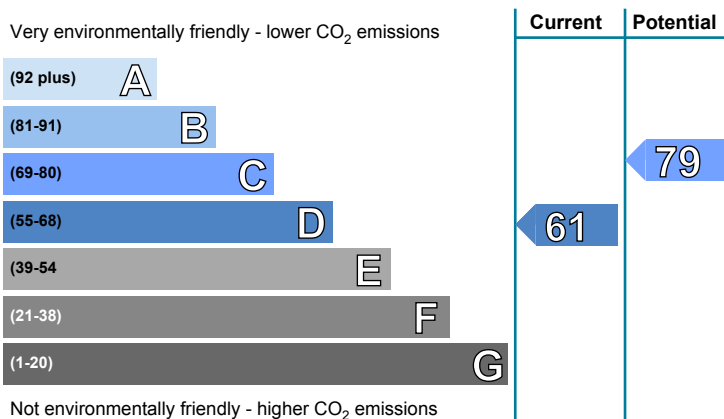 Current Potential
Very environmentally friendly - lower CO2 emissions
(92 plus) A
(81-91) B
(69-80) C
79
(55-68) D
61
(39-54 E
(21-38) F
(1-20) G
Not environmentally friendly - higher CO2 emissions